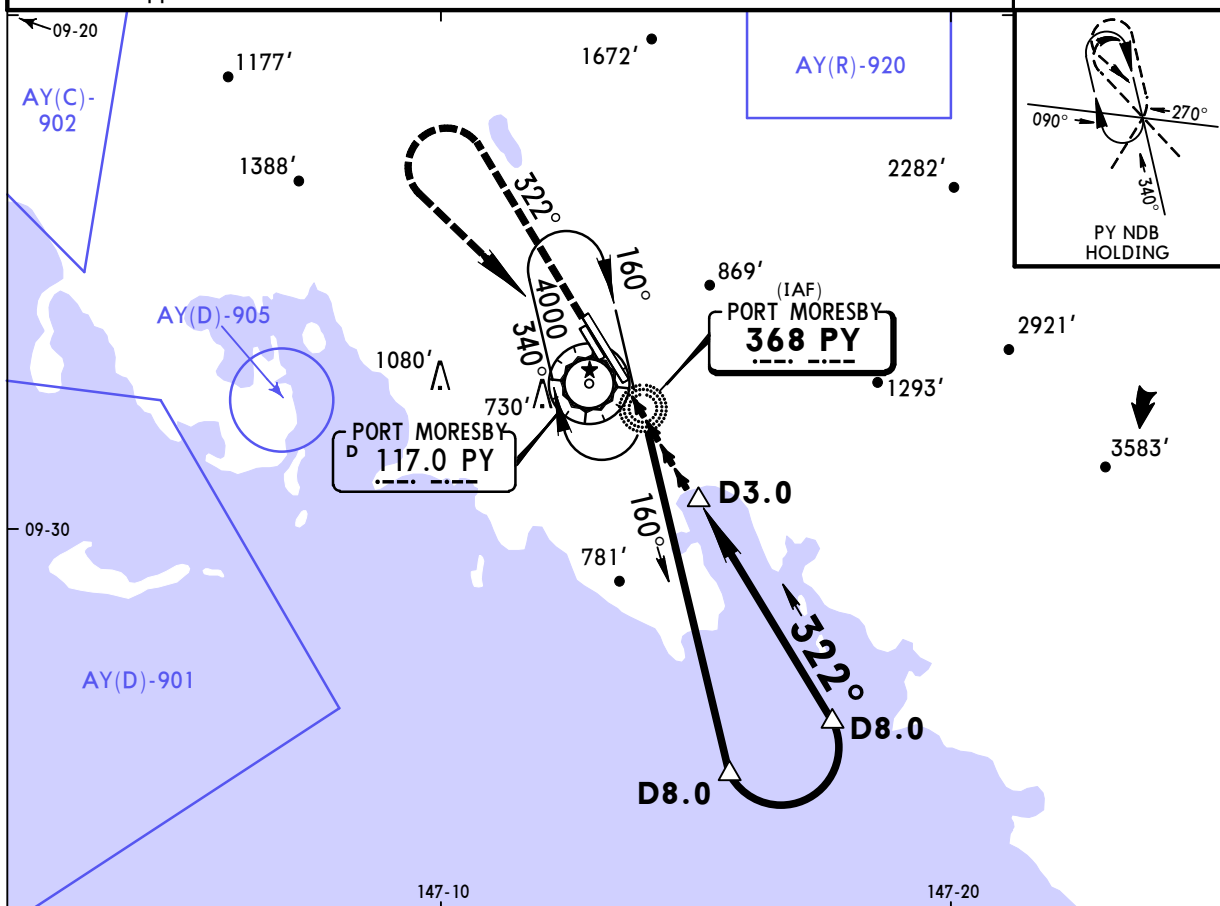 09-20
1177'
1672'
AY(R)-920
AY(C)-
902
090°
270°
340°
PY NDB
HOLDING
1388'
2282'
322°
160°
869'
(IAF)
PORT MORESBY
368 PY
4000
340°
AY(D)-905
2921'
1080'
730'
1293'
PORT MORESBY
D 117.0 PY
3583'
D3.0
160°
09-30
781'
322°
AY(D)-901
D8.0
D8.0
147-10
147-20